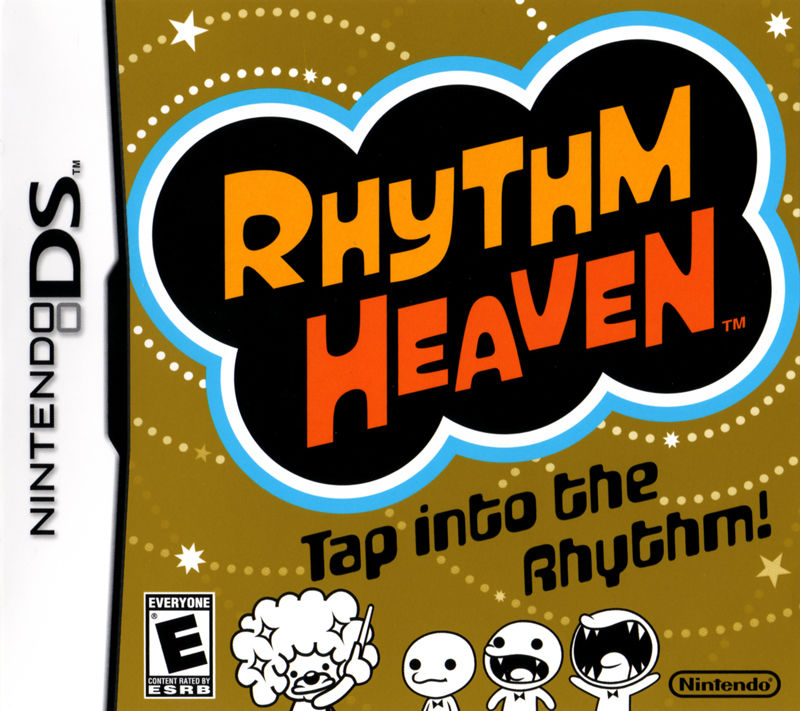 NINTENDO DS™
RHYTHM
HEAVEN™
Tap into the
Rhythm!
EVERYONE
E®
CONTENT RATED BY
ESRB
Nintendo®